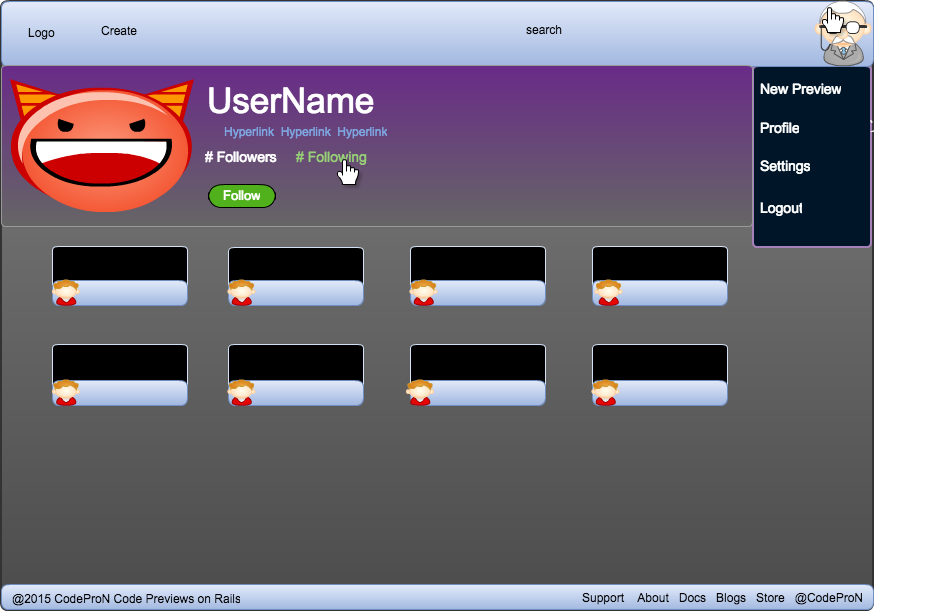 Logo
Create
search
UserName
Hyperlink Hyperlink Hyperlink
# Followers # Following
Follow
New Preview
Profile
Settings
Logout
@2015 CodeProN Code Previews on Rails
Support About Docs Blogs Store @CodeProN